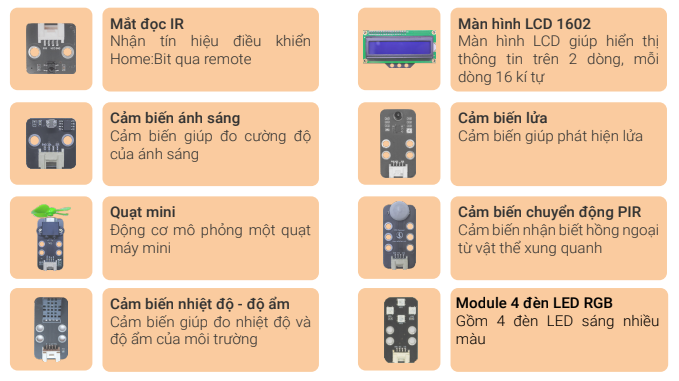 Mắt đọc IR
Nhận tín hiệu điều khiển
Home:Bit qua remote
Màn hình LCD 1602
Màn hình LCD giúp hiển thị
thông tin trên 2 dòng, mỗi
dòng 16 kí tự
Cảm biến ánh sáng
Cảm biến giúp đo cường độ
của ánh sáng
Cảm biến lửa
Cảm biến giúp phát hiện lửa
Quạt mini
Động cơ mô phỏng một quạt
máy mini
Cảm biến chuyển động PIR
Cảm biến nhận biết hồng ngoại
từ vật thể xung quanh
Cảm biến nhiệt độ - độ ẩm
Cảm biến giúp đo nhiệt độ và
độ ẩm của môi trường
Module 4 đèn LED RGB
Gồm 4 đèn LED sáng nhiều
màu